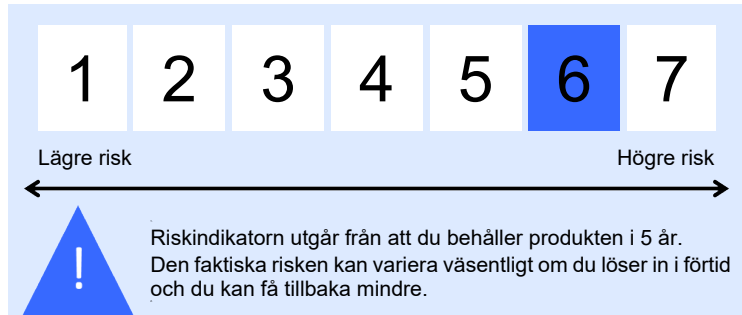 1 2 3 4 5 6 7
Lägre risk Högre risk
! Riskindikatorn utgår från att du behåller produkten i 5 år.
Den faktiska risken kan variera väsentligt om du löser in i förtid
och du kan få tillbaka mindre.